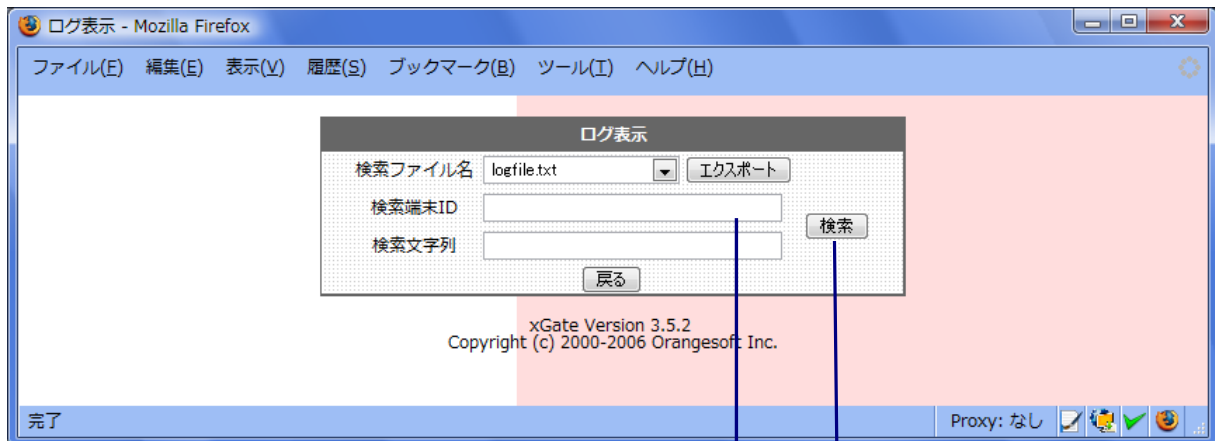 ログ表示 - Mozilla Firefox
ファイル(F) 編集(E) 表示(V) 履歴(S) ブックマーク(B) ツール(T) ヘルプ(H)
ログ表示
検索ファイル名 logfile.txt エクスポート
検索端末ID
検索
検索文字列
戻る
xGate Version 3.5.2
Copyright (c) 2000-2006 Orangesoft Inc.
完了 Proxy: なし